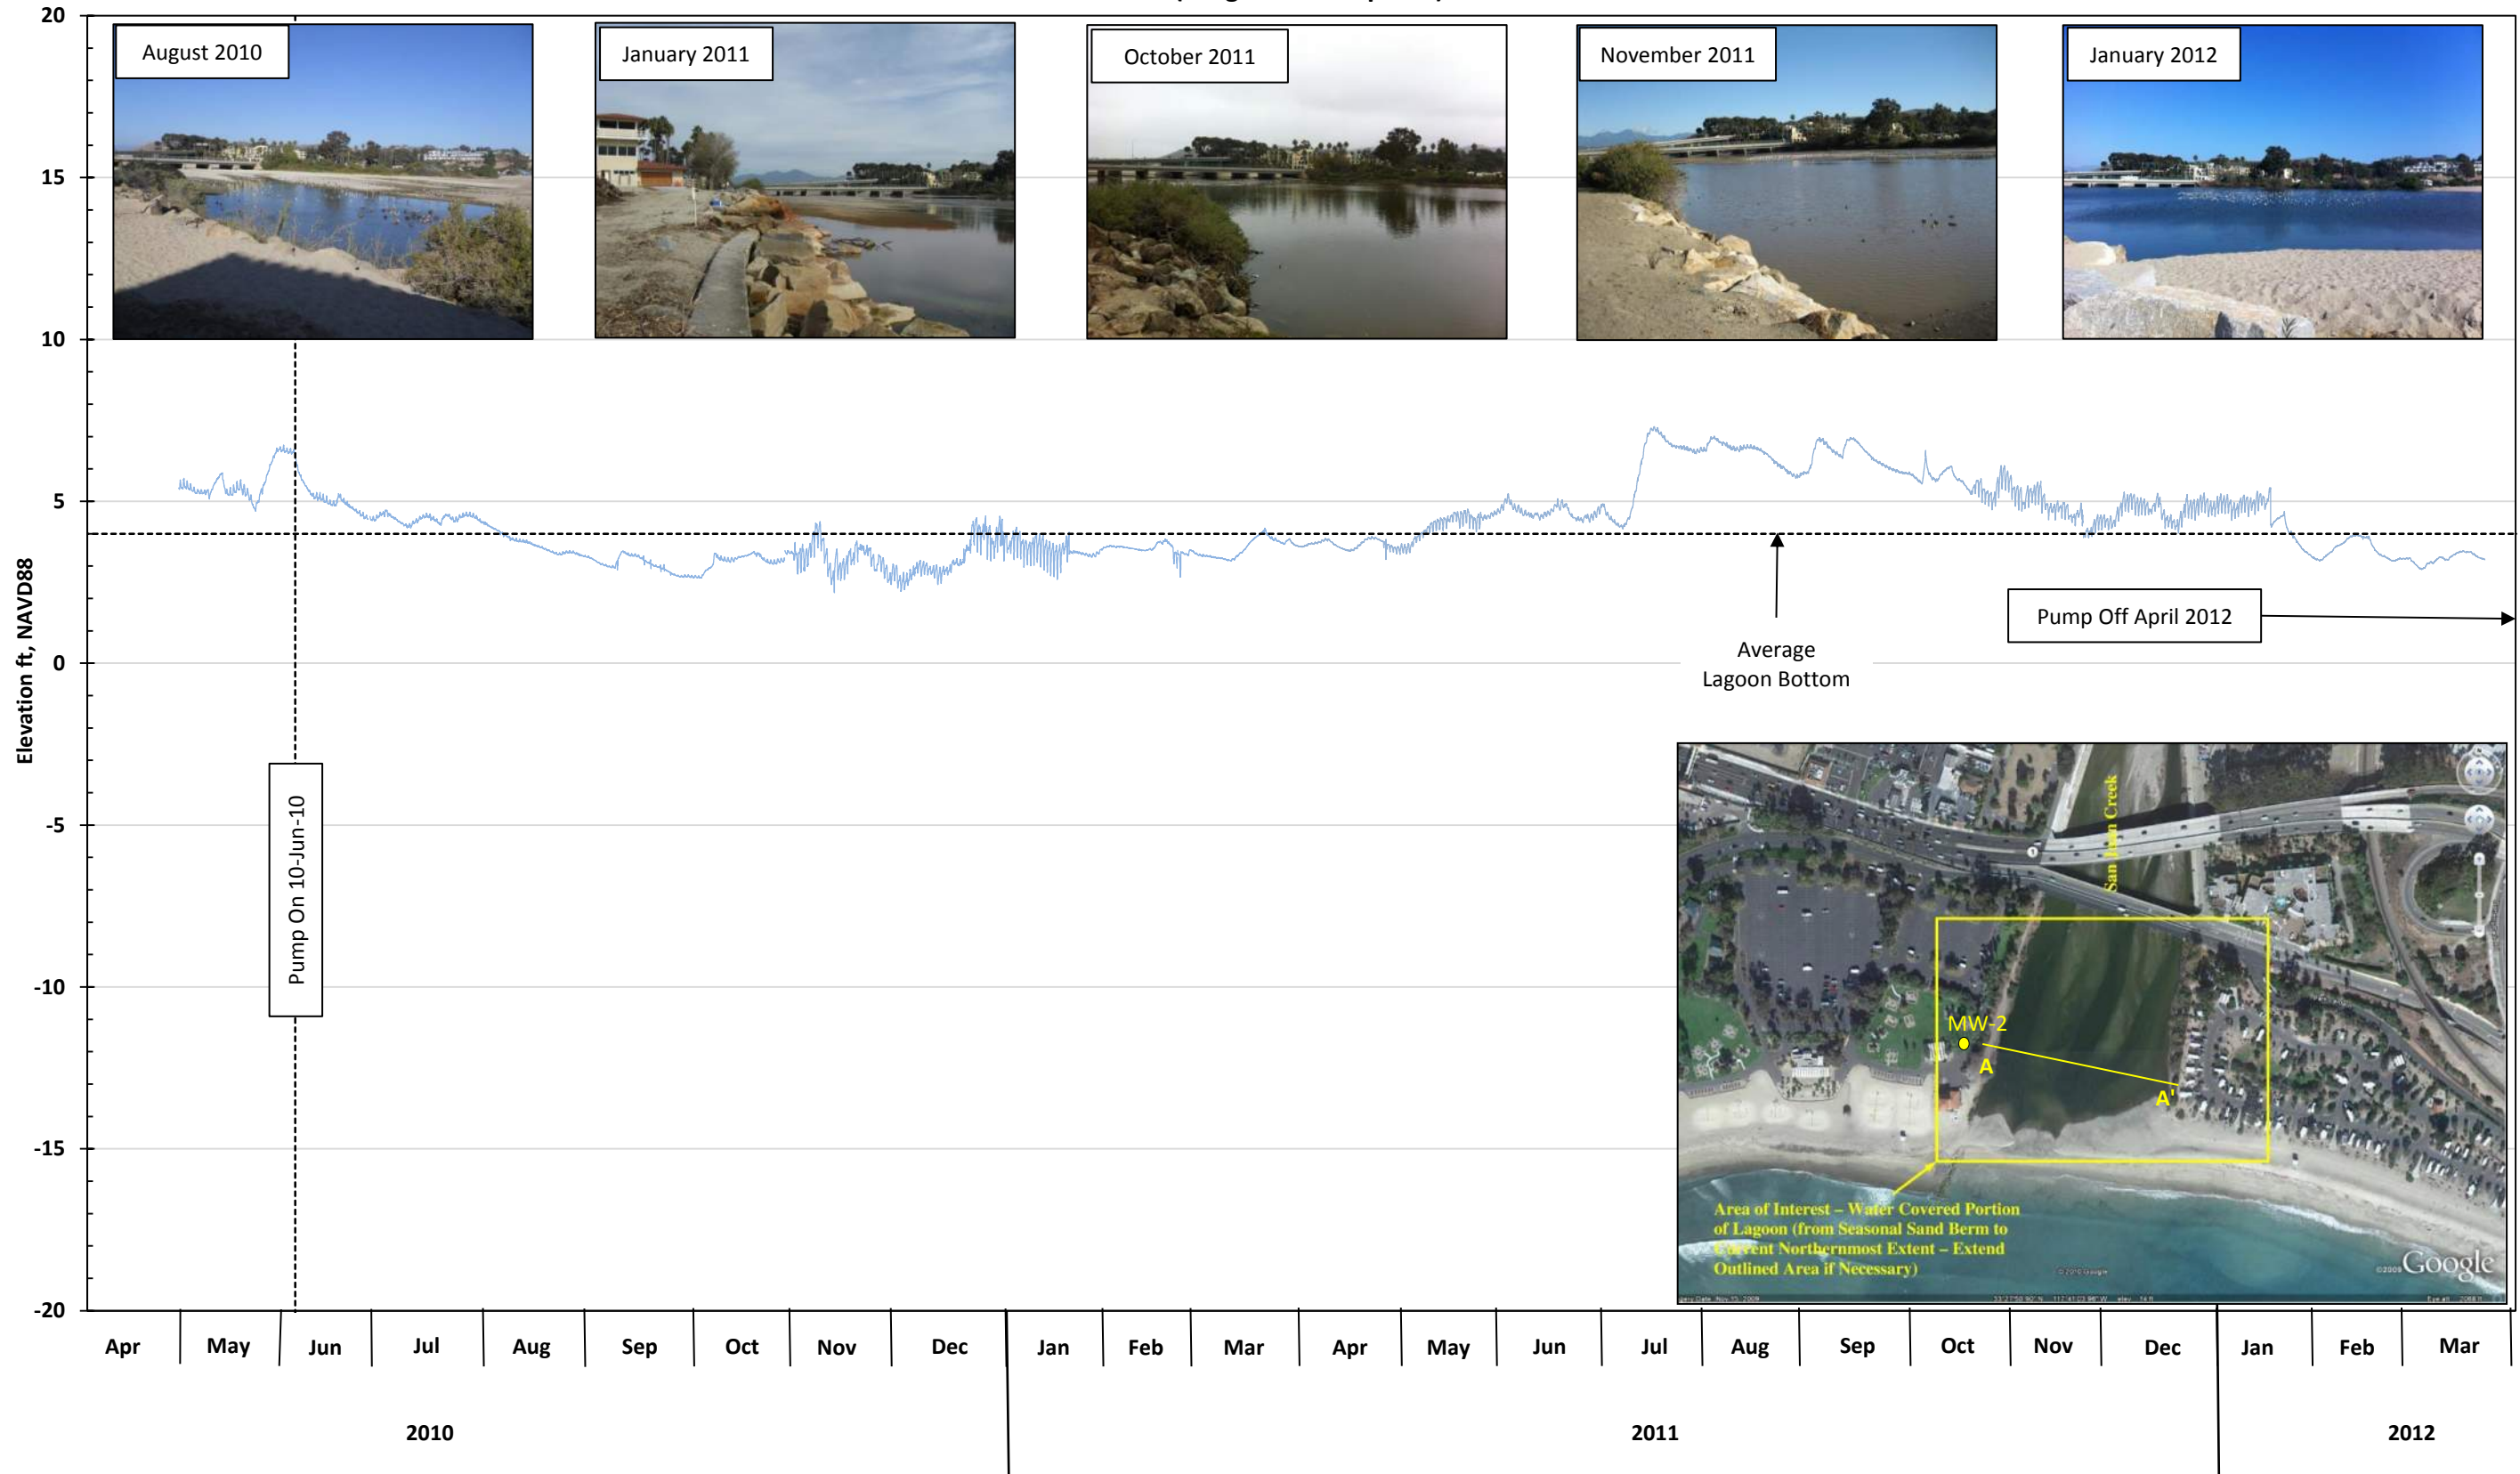 20
August 2010
January 2011
October 2011
November 2011
January 2012
15
10
5
0
-5
-10
-15
-20
Elevation ft, NAVD88
Pump On 10-Jun-10
Average
Lagoon Bottom
Pump Off April 2012
San Juan Creek
1
MW-2
A
A'
Area of Interest – Water Covered Portion
of Lagoon (from Seasonal Sand Berm to
Current Northernmost Extent – Extend
Outlined Area if Necessary)
© 2010 Google
©2009 Google
Apr May Jun Jul Aug Sep Oct Nov Dec Jan Feb Mar Apr May Jun Jul Aug Sep Oct Nov Dec Jan Feb Mar
2010 2011 2012